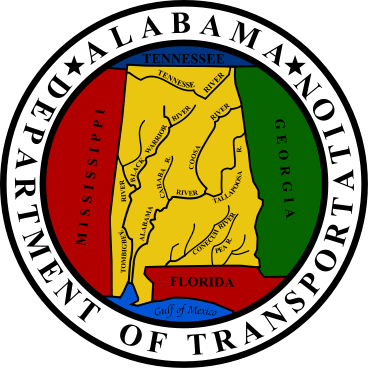 ALABAMA
DEPARTMENT OF TRANSPORTATION
TENNESSEE
TENNESSE RIVER
MISSISSIPPI
GEORGIA
BLACK WARRIOR RIVER
COOSA RIVER
CAHABA R.
TALLAPOOSA R.
TOMBIGBEE RIVER
ALABAMA RIVER
CONECUH RIVER
PEA R.
FLORIDA
Gulf of Mexico